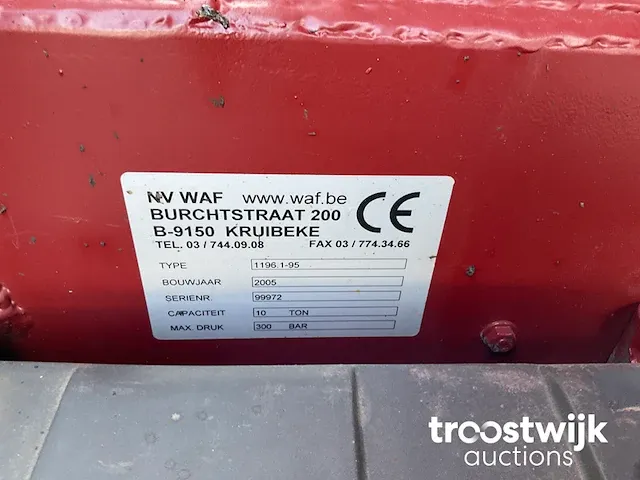 NV WAF www.waf.be
BURCHTSTRAAT 200
B-9150 KRUIBEKE
CE
TEL. 03 / 744.09.08 FAX 03 / 774.34.66
TYPE 1196.1-95
BOUWJAAR 2005
SERIENR. 99972
CAPACITEIT 10 TON
MAX. DRUK 300 BAR
troostwijk
auctions